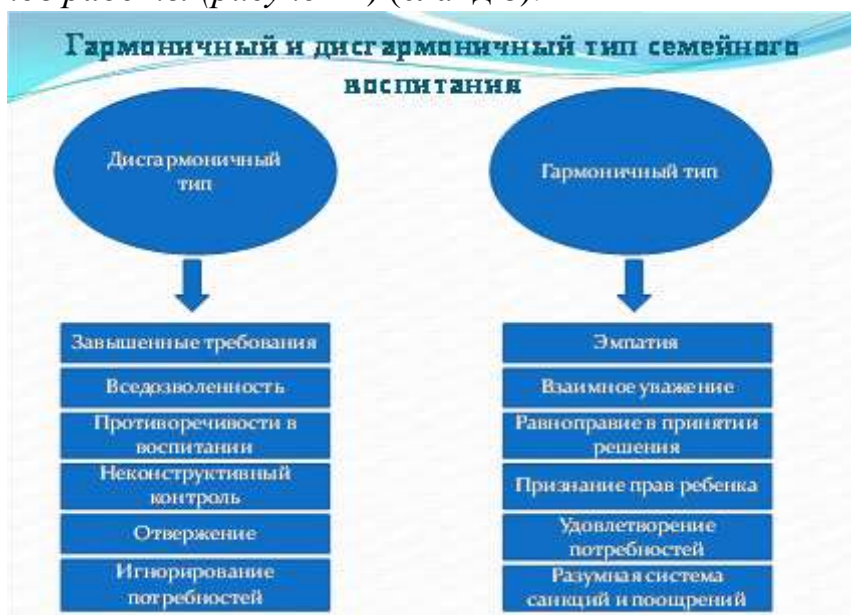 Гармоничный и дисгармоничный тип семейного
воспитания
Дисгармоничный
тип
Завышенные требования
Вседозволенность
Противоречивости в
воспитании
Неконструктивный
контроль
Отвержение
Игнорирование
потребностей
Гармоничный тип
Эмпатия
Взаимное уважение
Равноправие в принятии
решения
Признание прав ребенка
Удовлетворение
потребностей
Разумная система
санкций и поощрений